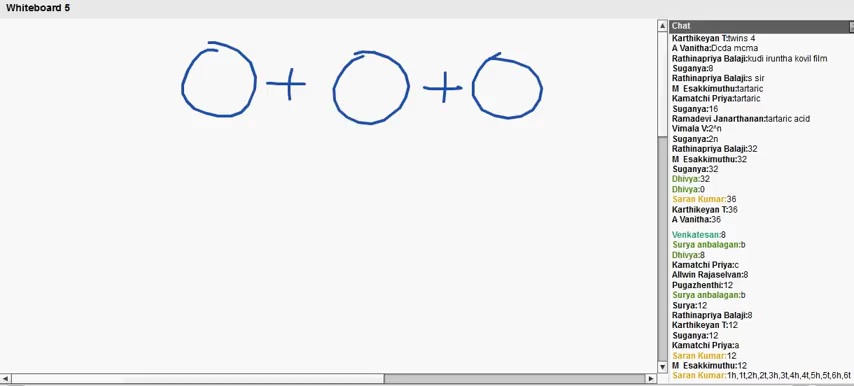 Whiteboard 5
+ +
Chat
Karthikeyan T:twins 4
A Vanitha:Dcda mcma
Rathinapriya Balaji:kudi iruntha kovil film
Suganya:8
Rathinapriya Balaji:s sir
M Esakkimuthu:tartaric
Kamatchi Priya:tartaric
Suganya:16
Ramadevi Janarthanan:tartaric acid
Vimala V:2^n
Suganya:2n
Rathinapriya Balaji:32
M Esakkimuthu:32
Suganya:32
Dhivya:32
Dhivya:0
Saran Kumar:36
Karthikeyan T:36
A Vanitha:36
Venkatesan:8
Surya anbalagan:b
Dhivya:8
Kamatchi Priya:c
Allwin Rajaselvan:8
Pugazhenthi:12
Surya anbalagan:b
Surya:12
Rathinapriya Balaji:8
Karthikeyan T:12
Suganya:12
Kamatchi Priya:a
Saran Kumar:12
M Esakkimuthu:12
Saran Kumar:1h,1t,2h,2t,3h,3t,4h,4t,5h,5t,6h,6t